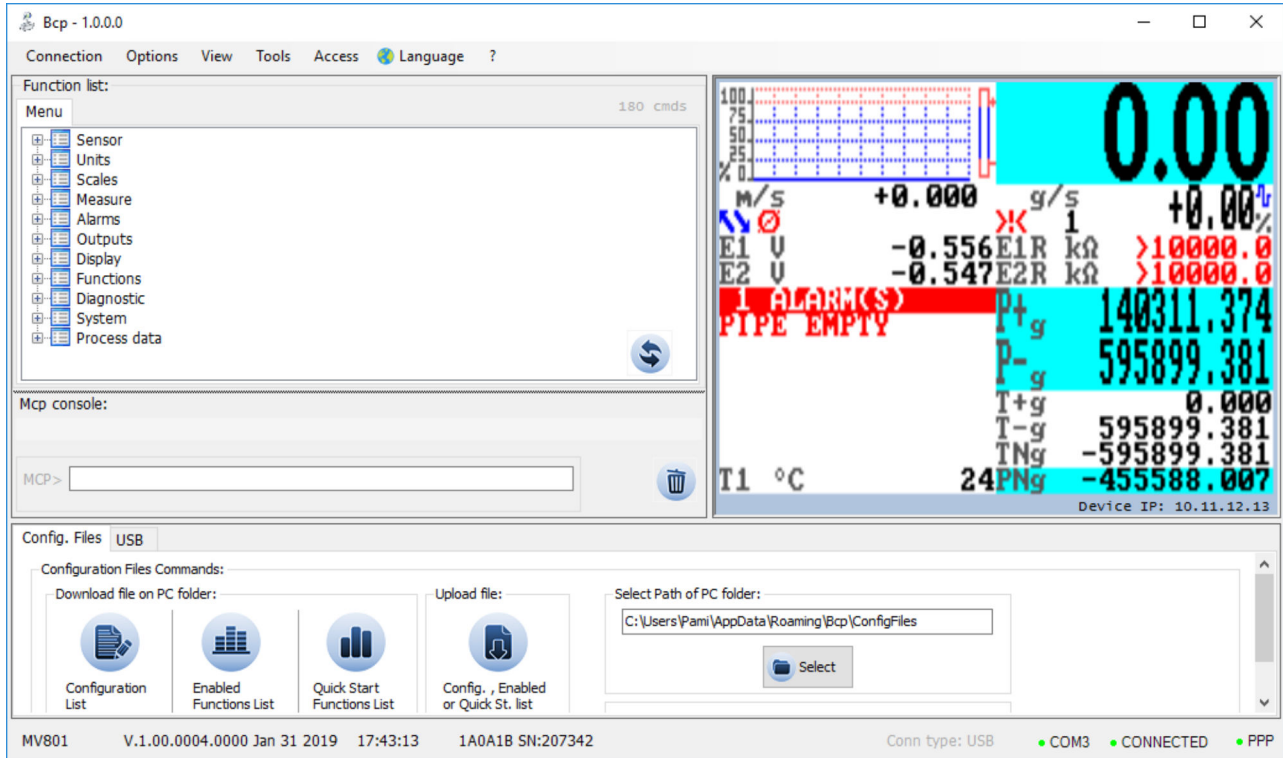 Bcp - 1.0.0.0
Connection Options View Tools Access Language ?
Function list:
Menu
180 cmds
Sensor
Units
Scales
Measure
Alarms
Outputs
Display
Functions
Diagnostic
System
Process data
Mcp console:
MCP>
100
75
50
25
% 0
0.00
m/s +0.000 g/s +0.00%
1
E1 V -0.556 E1R kΩ >10000.0
E2 V -0.547 E2R kΩ >10000.0
1 ALARM(S)
PIPE EMPTY
P+g 140311.374
P-g 595899.381
T+g 0.000
T-g 595899.381
TNg -595899.381
T1 °C 24 PNg -455588.007
Device IP: 10.11.12.13
Config. Files USB
Configuration Files Commands:
Download file on PC folder:
Configuration List
Enabled Functions List
Quick Start Functions List
Upload file:
Config. , Enabled or Quick St. list
Select Path of PC folder:
C:\Users\Pami\AppData\Roaming\Bcp\ConfigFiles
Select
MV801 V.1.00.0004.0000 Jan 31 2019 17:43:13 1A0A1B SN:207342 Conn type: USB COM3 CONNECTED PPP